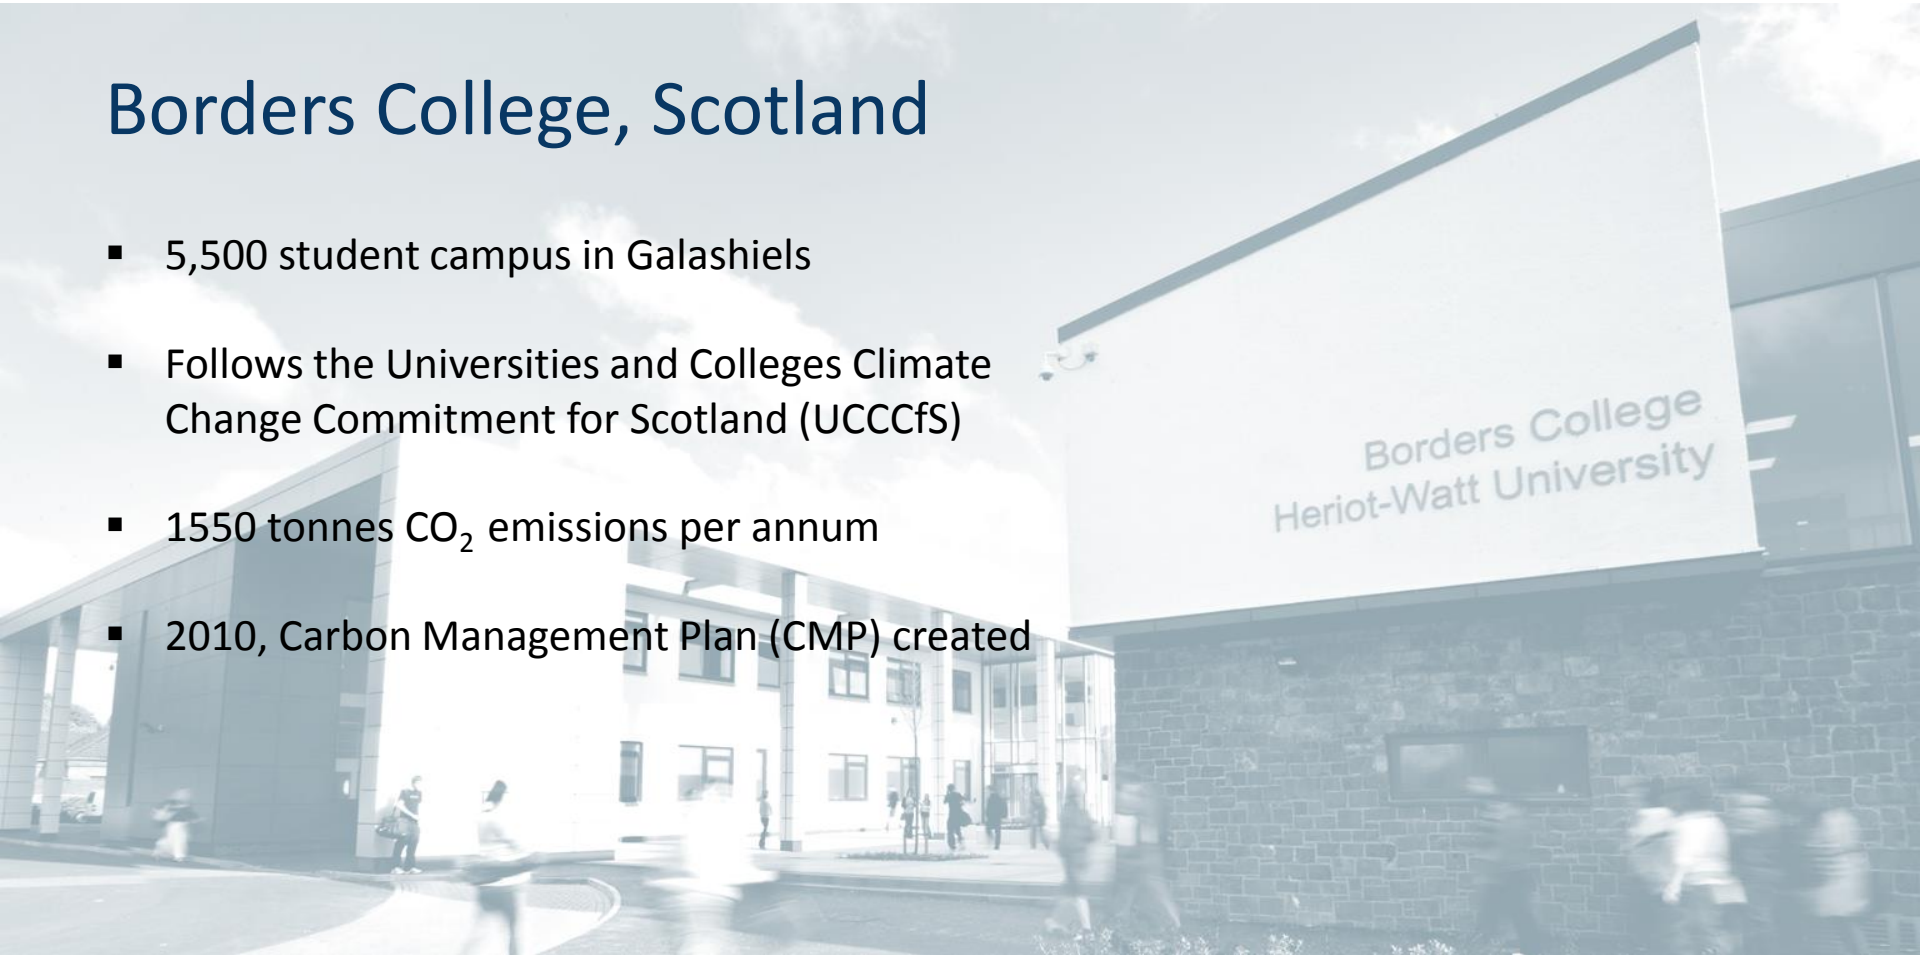 Borders College, Scotland
▪ 5,500 student campus in Galashiels
▪ Follows the Universities and Colleges Climate
Change Commitment for Scotland (UCCCfS)
▪ 1550 tonnes CO₂ emissions per annum
▪ 2010, Carbon Management Plan (CMP) created
Borders College
Heriot-Watt University